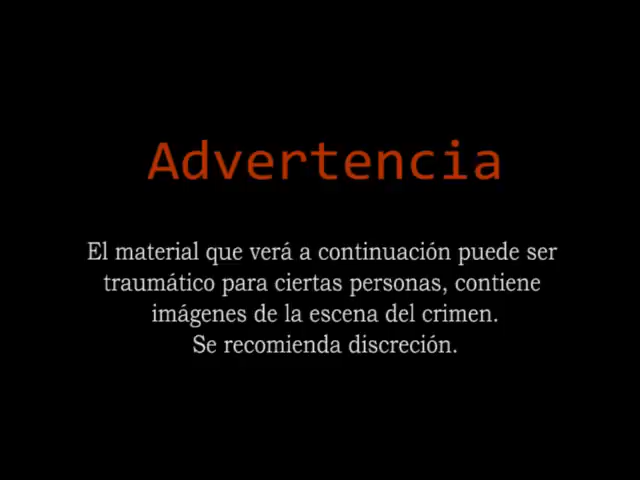 Advertencia
El material que verá a continuación puede ser
traumático para ciertas personas, contiene
imágenes de la escena del crimen.
Se recomienda discreción.